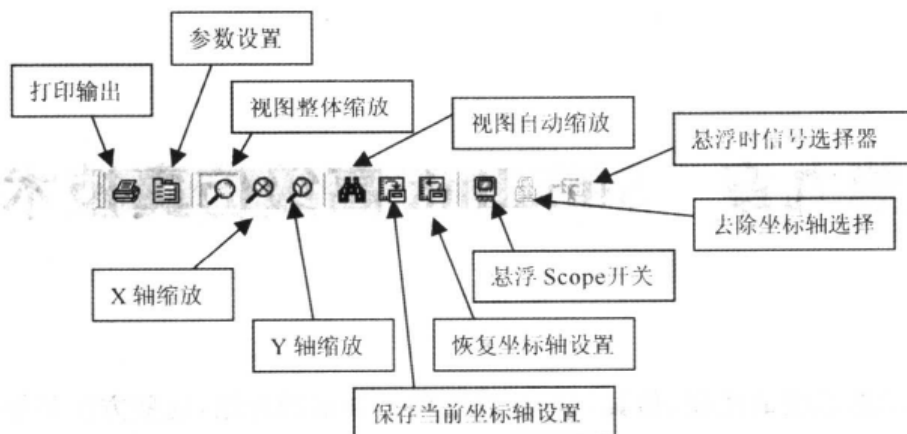 参数设置
打印输出
视图整体缩放
视图自动缩放
悬浮时信号选择器
去除坐标轴选择
X 轴缩放
悬浮 Scope开关
Y 轴缩放
恢复坐标轴设置
保存当前坐标轴设置